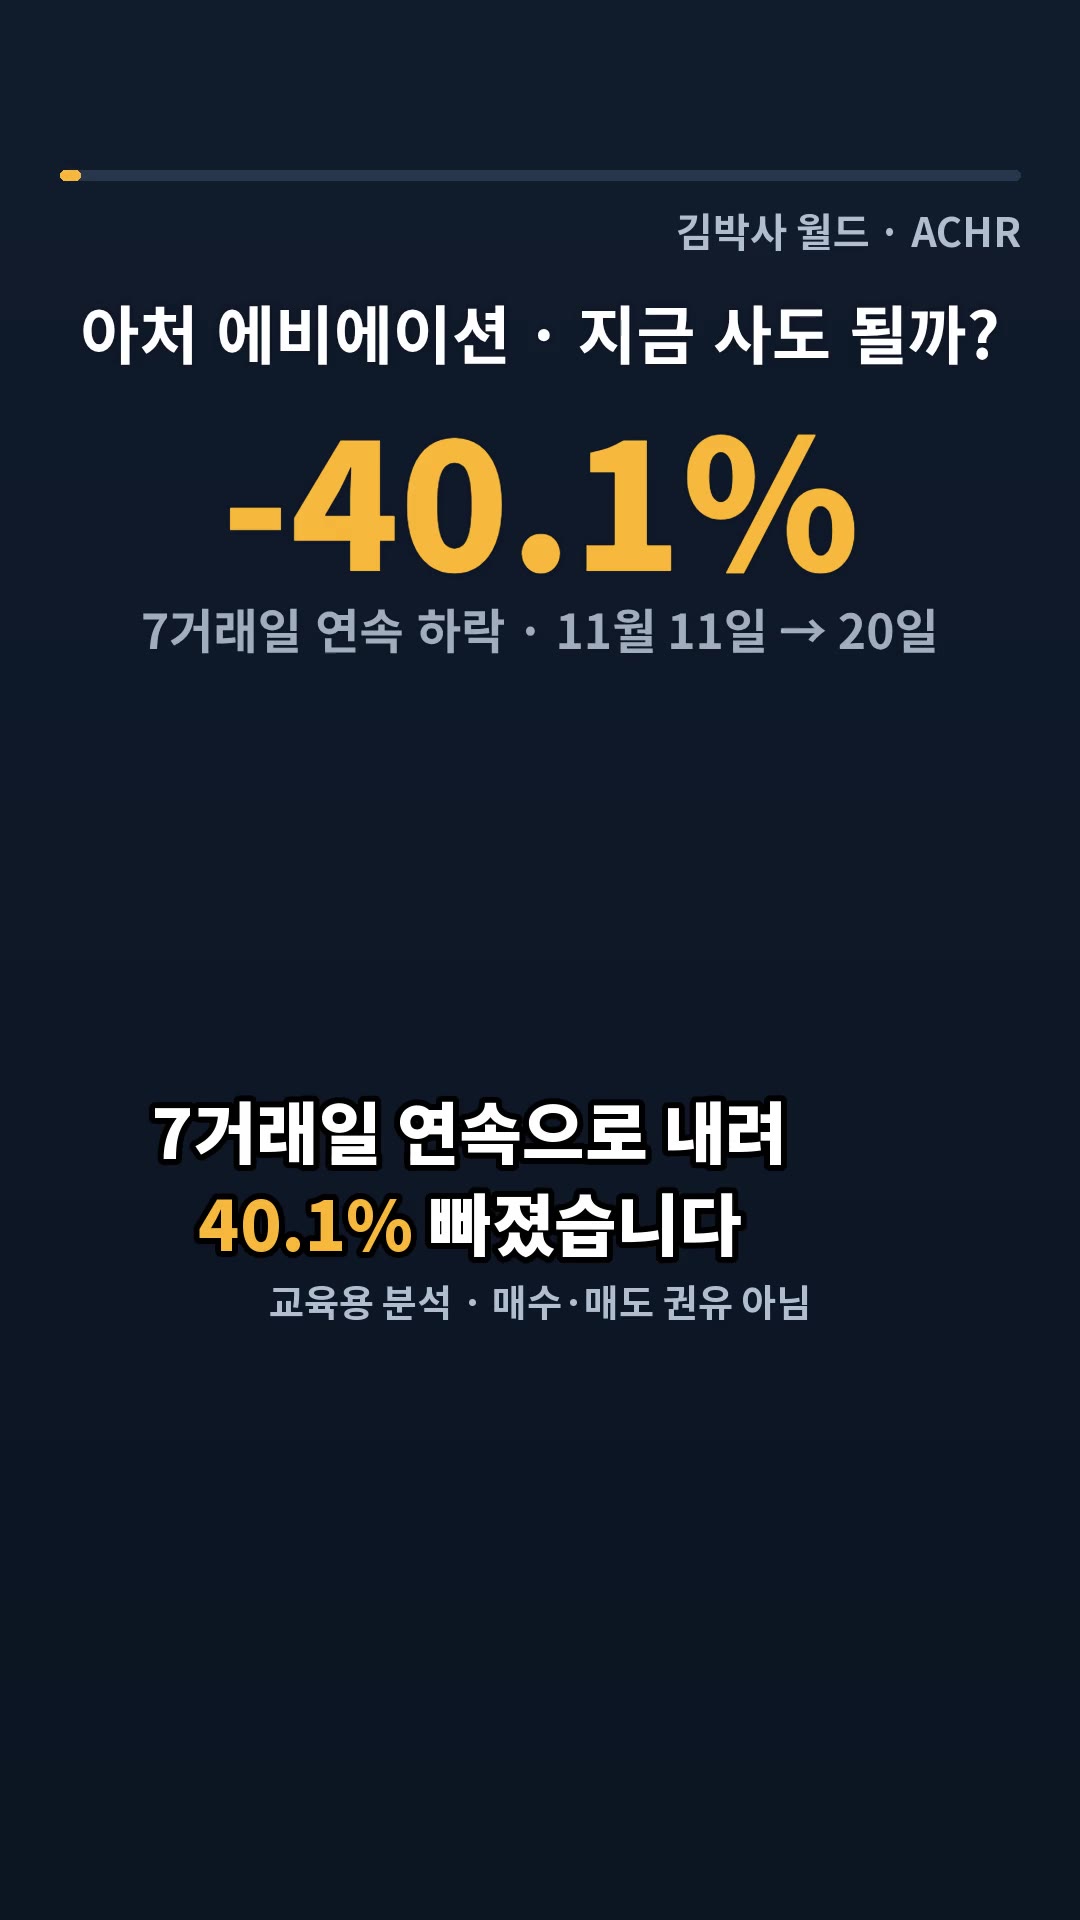 김박사 월드 · ACHR
아처 에비에이션 · 지금 사도 될까?
-40.1%
7거래일 연속 하락 · 11월 11일 → 20일
7거래일 연속으로 내려
40.1% 빠졌습니다
교육용 분석 · 매수·매도 권유 아님